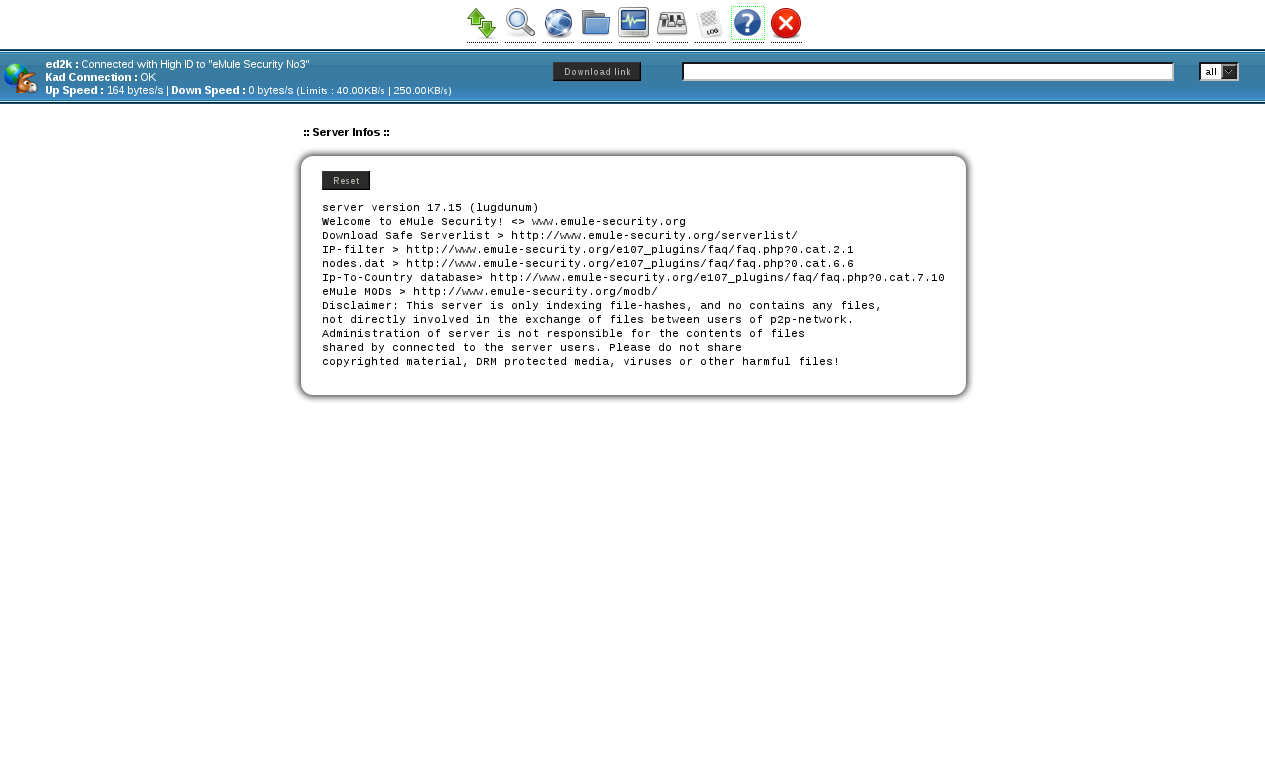 LOG
ed2k : Connected with High ID to "eMule Security No3"
Kad Connection : OK
Up Speed : 164 bytes/s | Down Speed : 0 bytes/s (Limits : 40.00KB/s | 250.00KB/s)
Download link
all
:: Server Infos ::
Reset
server version 17.15 (lugdunum)
Welcome to eMule Security! <> www.emule-security.org
Download Safe Serverlist > http://www.emule-security.org/serverlist/
IP-filter > http://www.emule-security.org/e107_plugins/faq/faq.php?0.cat.2.1
nodes.dat > http://www.emule-security.org/e107_plugins/faq/faq.php?0.cat.6.6
Ip-To-Country database> http://www.emule-security.org/e107_plugins/faq/faq.php?0.cat.7.10
eMule MODs > http://www.emule-security.org/modb/
Disclaimer: This server is only indexing file-hashes, and no contains any files,
not directly involved in the exchange of files between users of p2p-network.
Administration of server is not responsible for the contents of files
shared by connected to the server users. Please do not share
copyrighted material, DRM protected media, viruses or other harmful files!